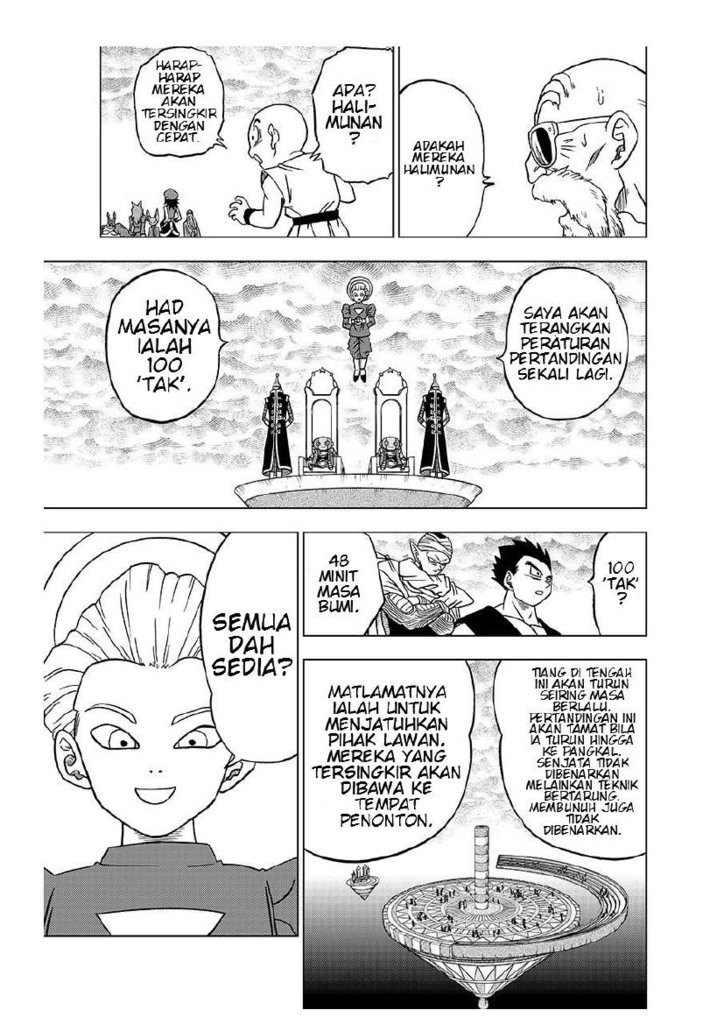 ADAKAH
MEREKA
HALIMUNAN
?
APA?
HALI-
MUNAN
?
HARAP-
HARAP
MEREKA
AKAN
TERSINGKIR
DENGAN
CEPAT.
SAYA AKAN
TERANGKAN
PERATURAN
PERTANDINGAN
SEKALI LAGI.
HAD
MASANYA
IALAH
100
'TAK'.
100
'TAK'
?
48
MINIT
MASA
BUMI.
TIANG DI TENGAH
INI AKAN TURUN
SEIRING MASA
BERLALU.
PERTANDINGAN INI
AKAN TAMAT BILA
IA TURUN HINGGA
KE PANGKAL.
SENJATA TIDAK
DIBENARKAN
MELAINKAN TEKNIK
BERTARUNG.
MEMBUNUH JUGA
TIDAK
DIBENARKAN.
MATLAMATNYA
IALAH UNTUK
MENJATUHKAN
PIHAK LAWAN.
MEREKA YANG
TERSINGKIR AKAN
DIBAWA KE
TEMPAT
PENONTON.
SEMUA
DAH
SEDIA?